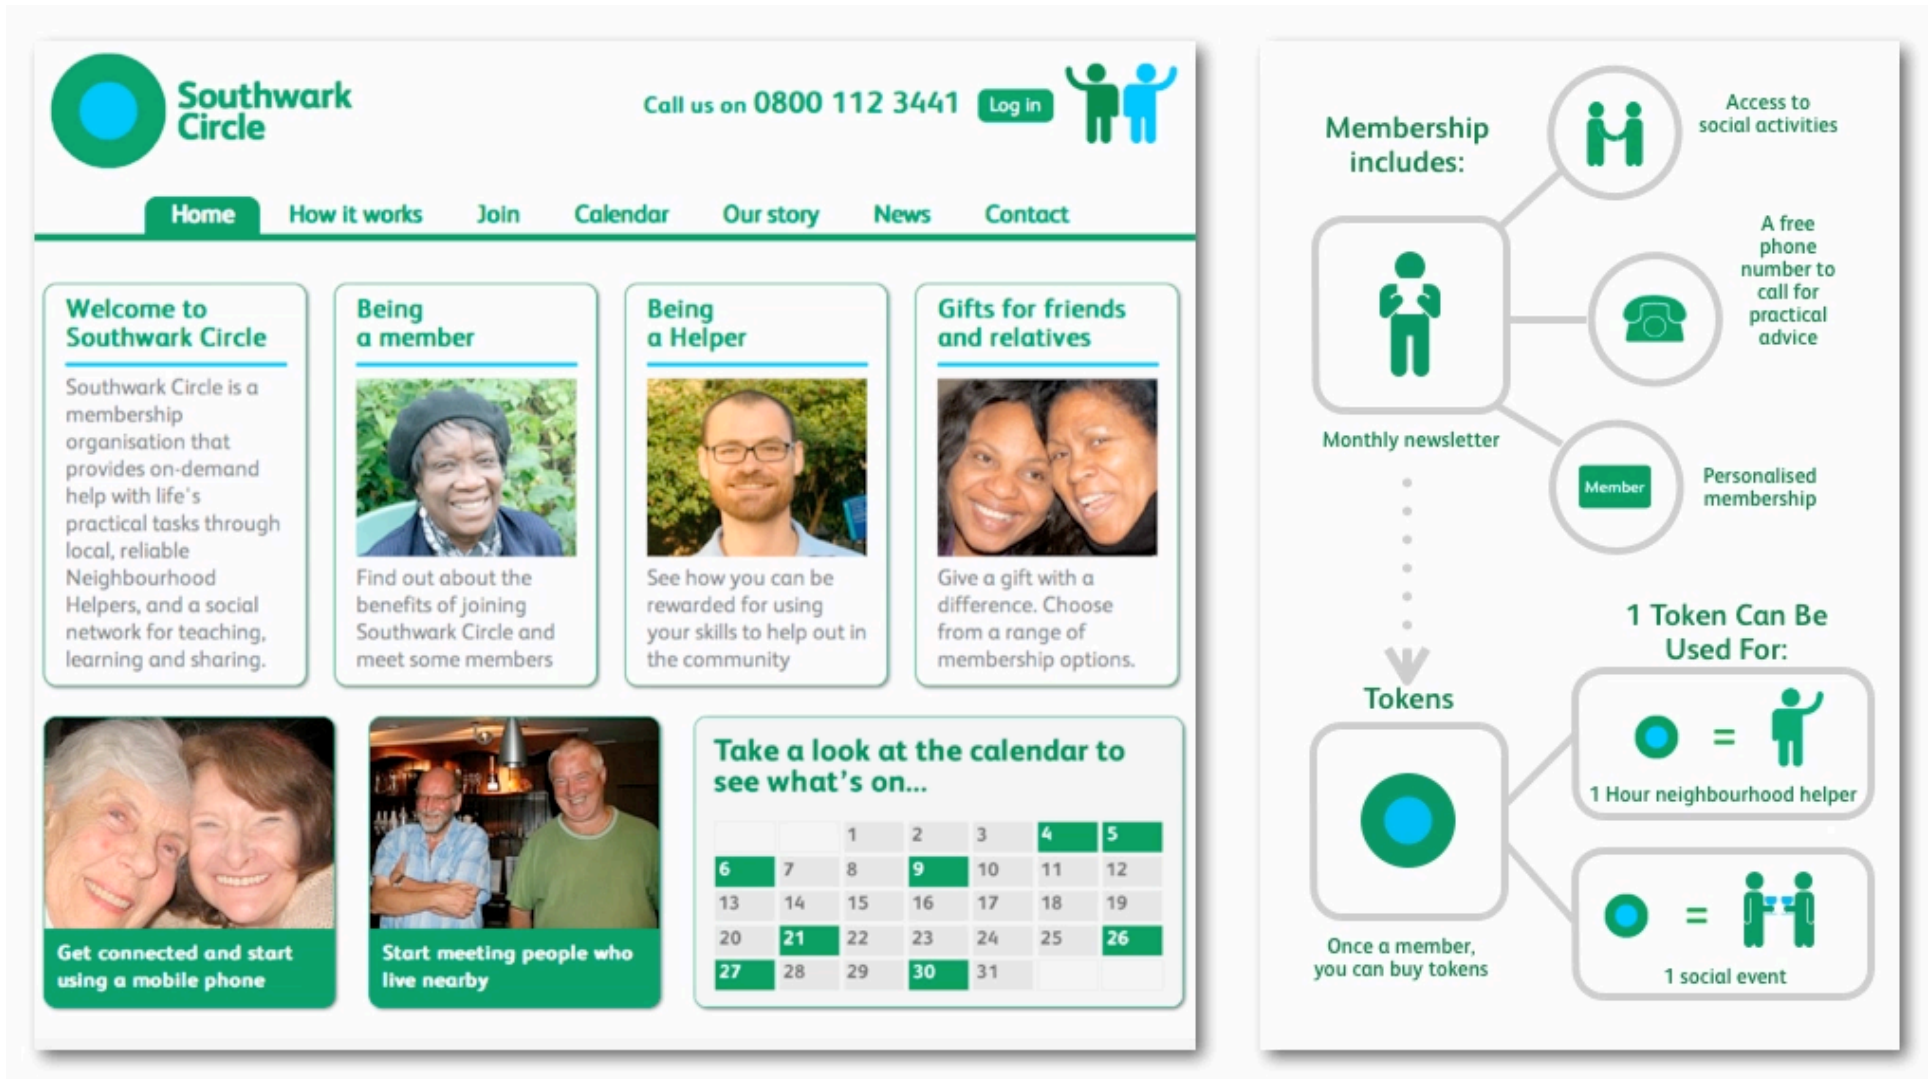 Southwark
Circle
Call us on 0800 112 3441
Log in
Home
How it works
Join
Calendar
Our story
News
Contact
Welcome to
Southwark Circle
Southwark Circle is a
membership
organisation that
provides on-demand
help with life's
practical tasks through
local, reliable
Neighbourhood
Helpers, and a social
network for teaching,
learning and sharing.
Being
a member
Find out about the
benefits of joining
Southwark Circle and
meet some members
Being
a Helper
See how you can be
rewarded for using
your skills to help out in
the community
Gifts for friends
and relatives
Give a gift with a
difference. Choose
from a range of
membership options.
Get connected and start
using a mobile phone
Start meeting people who
live nearby
Take a look at the calendar to
see what's on...
1 2 3 4 5
6 7 8 9 10 11 12
13 14 15 16 17 18 19
20 21 22 23 24 25 26
27 28 29 30 31
Membership
includes:
Access to
social activities
A free
phone
number to
call for
practical
advice
Monthly newsletter
Member
Personalised
membership
Tokens
Once a member,
you can buy tokens
1 Token Can Be
Used For:
=
1 Hour neighbourhood helper
=
1 social event